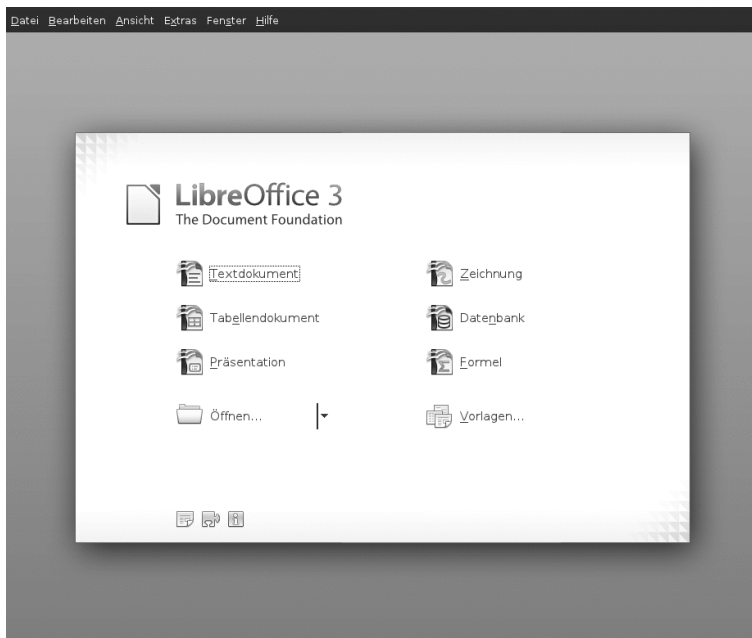 Datei Bearbeiten Ansicht Extras Fenster Hilfe
LibreOffice 3
The Document Foundation
Textdokument
Zeichnung
Tabellendokument
Datenbank
Präsentation
Formel
Öffnen...
Vorlagen...